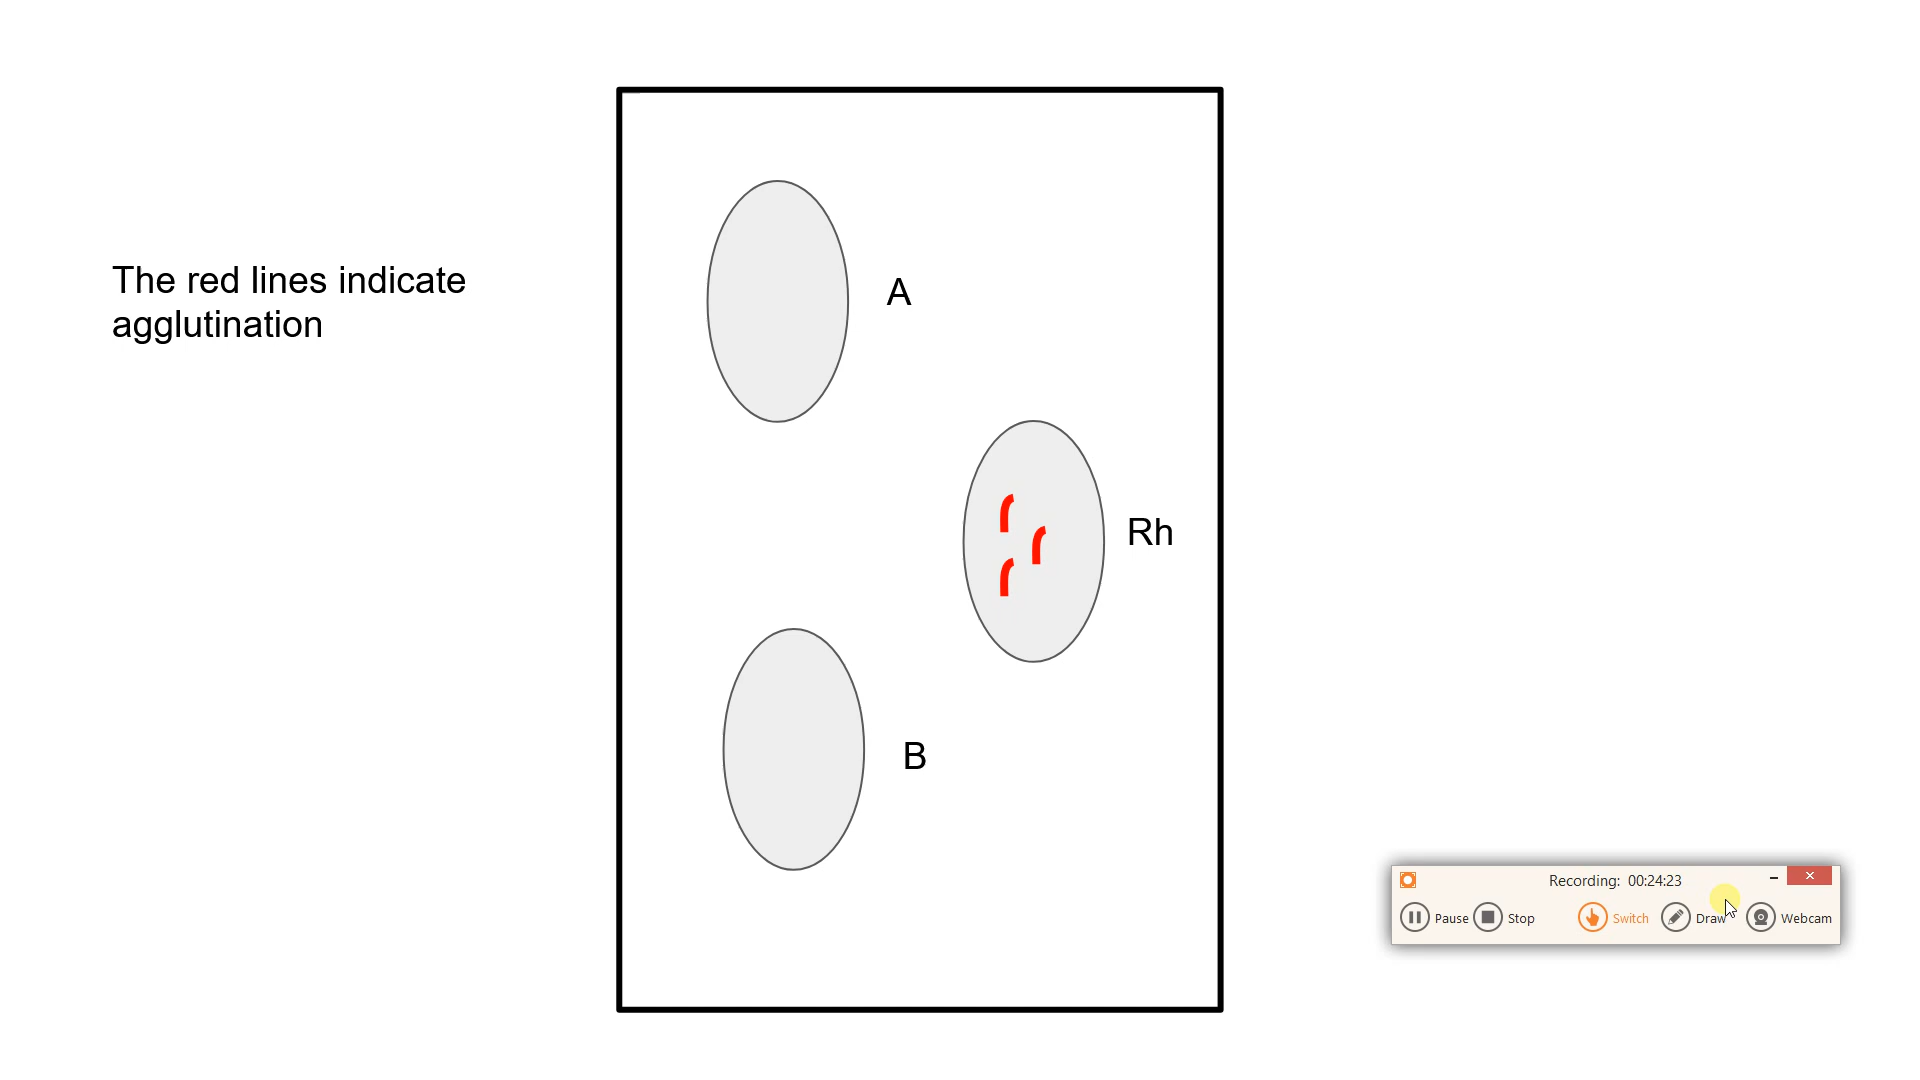 The red lines indicate
agglutination
A
Rh
B
Recording: 00:24:23
Pause Stop Switch Draw Webcam